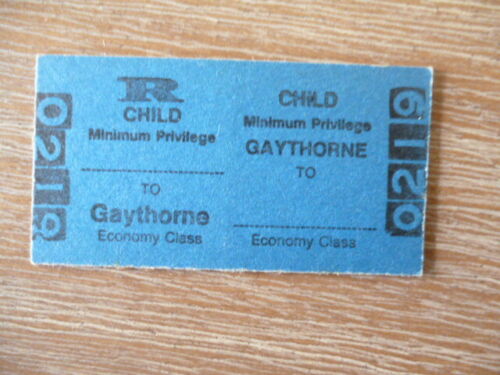 R
CHILD
Minimum Privilege
TO
Gaythorne
Economy Class
0219
CHILD
Minimum Privilege
GAYTHORNE
TO
Economy Class
0219